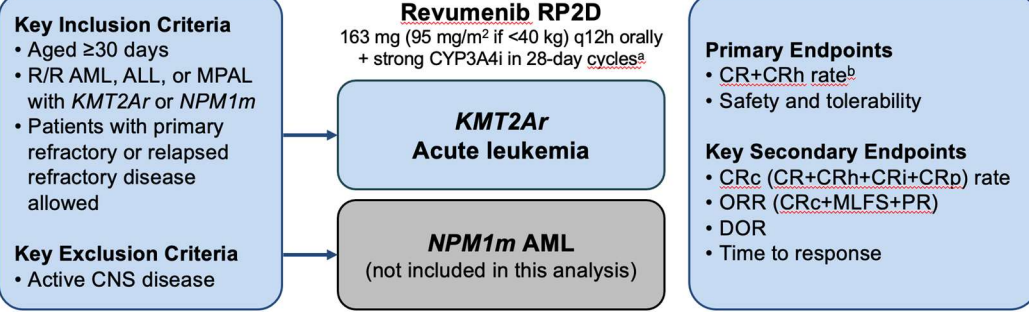 Key Inclusion Criteria
• Aged ≥30 days
• R/R AML, ALL, or MPAL
with KMT2Ar or NPM1m
• Patients with primary
refractory or relapsed
refractory disease
allowed
Key Exclusion Criteria
• Active CNS disease
Revumenib RP2D
163 mg (95 mg/m² if <40 kg) q12h orally
+ strong CYP3A4i in 28-day cyclesᵃ
KMT2Ar
Acute leukemia
NPM1m AML
(not included in this analysis)
Primary Endpoints
• CR+CRh rateᵇ
• Safety and tolerability
Key Secondary Endpoints
• CRc (CR+CRh+CRi+CRp) rate
• ORR (CRc+MLFS+PR)
• DOR
• Time to response